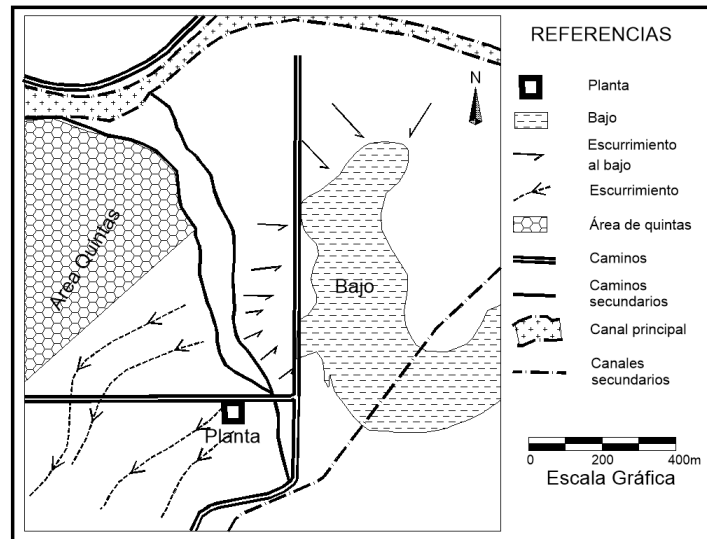 REFERENCIAS
N
Planta
Bajo
Escurrimiento
al bajo
Escurrimiento
Área de quintas
Caminos
Caminos
secundarios
Canal principal
Canales
secundarios
0 200 400m
Escala Gráfica
Area Quintas
Bajo
Planta